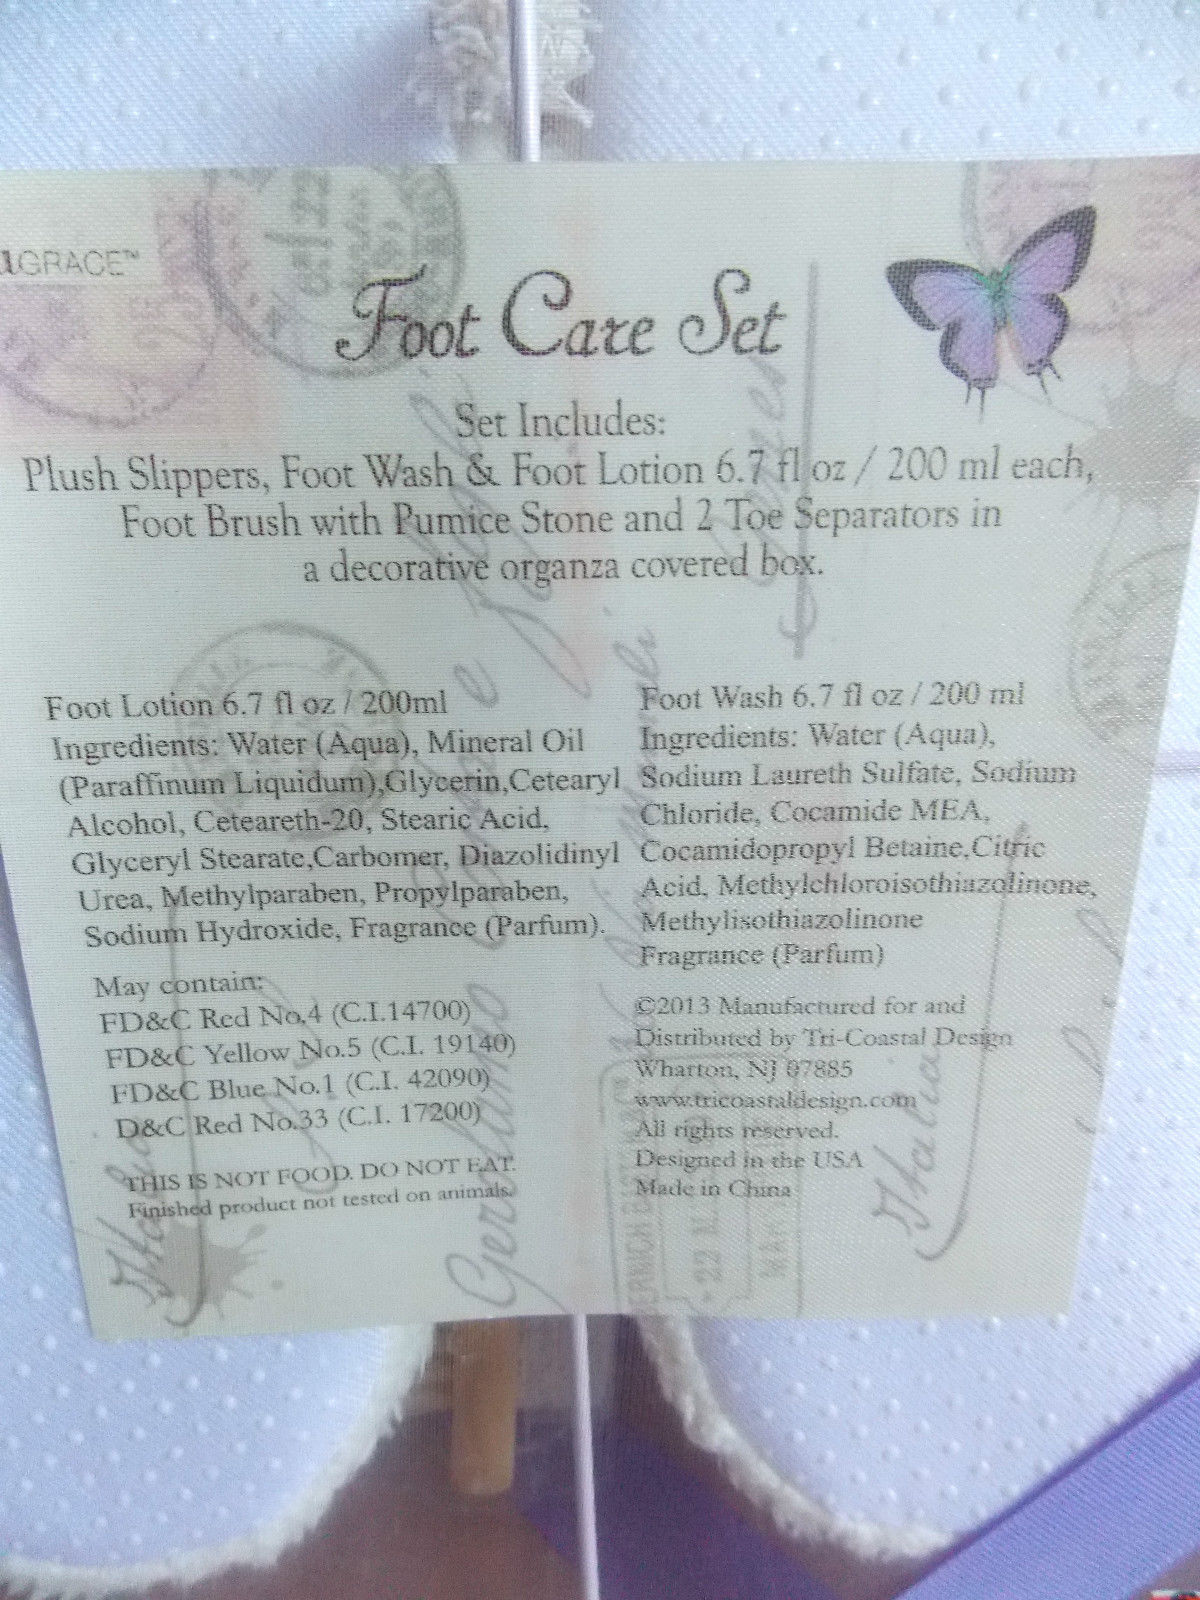 GRACE™
Foot Care Set
Set Includes:
Plush Slippers, Foot Wash & Foot Lotion 6.7 fl oz / 200 ml each,
Foot Brush with Pumice Stone and 2 Toe Separators in
a decorative organza covered box.
Foot Lotion 6.7 fl oz / 200ml
Ingredients: Water (Aqua), Mineral Oil
(Paraffinum Liquidum),Glycerin,Cetearyl
Alcohol, Ceteareth-20, Stearic Acid,
Glyceryl Stearate,Carbomer, Diazolidinyl
Urea, Methylparaben, Propylparaben,
Sodium Hydroxide, Fragrance (Parfum).
May contain:
FD&C Red No.4 (C.I.14700)
FD&C Yellow No.5 (C.I. 19140)
FD&C Blue No.1 (C.I. 42090)
D&C Red No.33 (C.I. 17200)
THIS IS NOT FOOD. DO NOT EAT.
Finished product not tested on animals.
Foot Wash 6.7 fl oz / 200 ml
Ingredients: Water (Aqua),
Sodium Laureth Sulfate, Sodium
Chloride, Cocamide MEA,
Cocamidopropyl Betaine,Citric
Acid, Methylchloroisothiazolinone,
Methylisothiazolinone
Fragrance (Parfum)
©2013 Manufactured for and
Distributed by Tri-Coastal Design
Wharton, NJ 07885
www.tricoastaldesign.com
All rights reserved.
Designed in the USA
Made in China